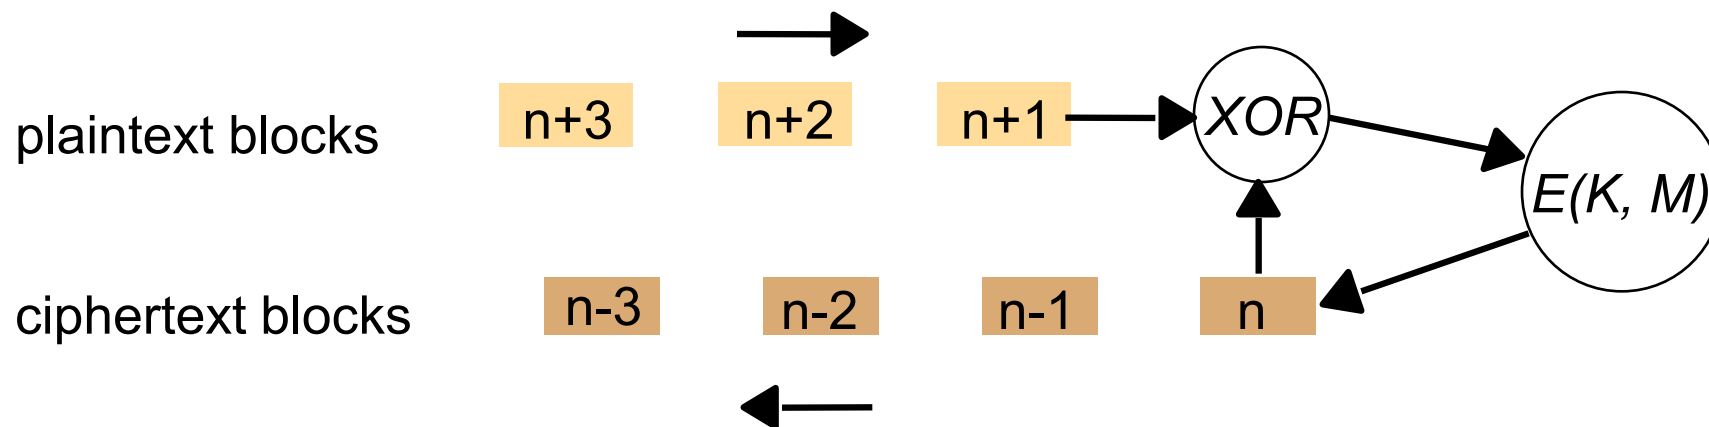 plaintext blocks n+3 n+2 n+1 XOR
E(K, M)
ciphertext blocks n-3 n-2 n-1 n